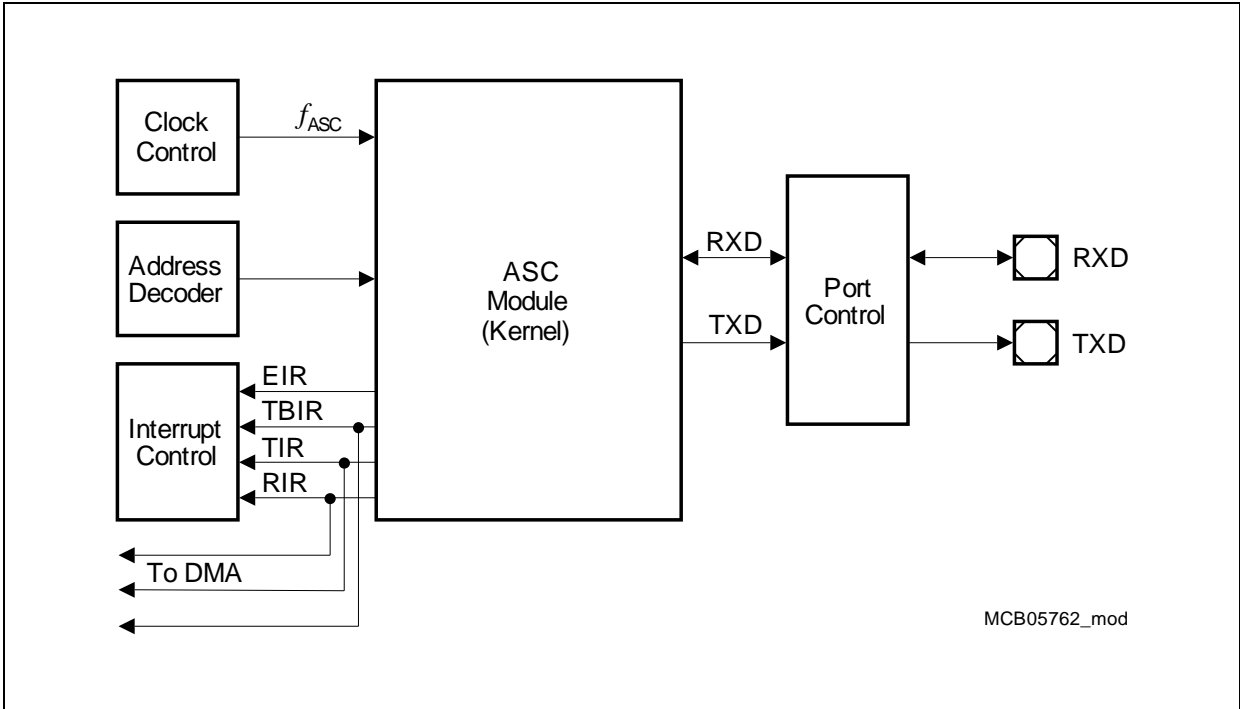 Clock
Control
fASC
Address
Decoder
Interrupt
Control
EIR
TBIR
TIR
RIR
To DMA
ASC
Module
(Kernel)
RXD
TXD
Port
Control
RXD
TXD
MCB05762_mod